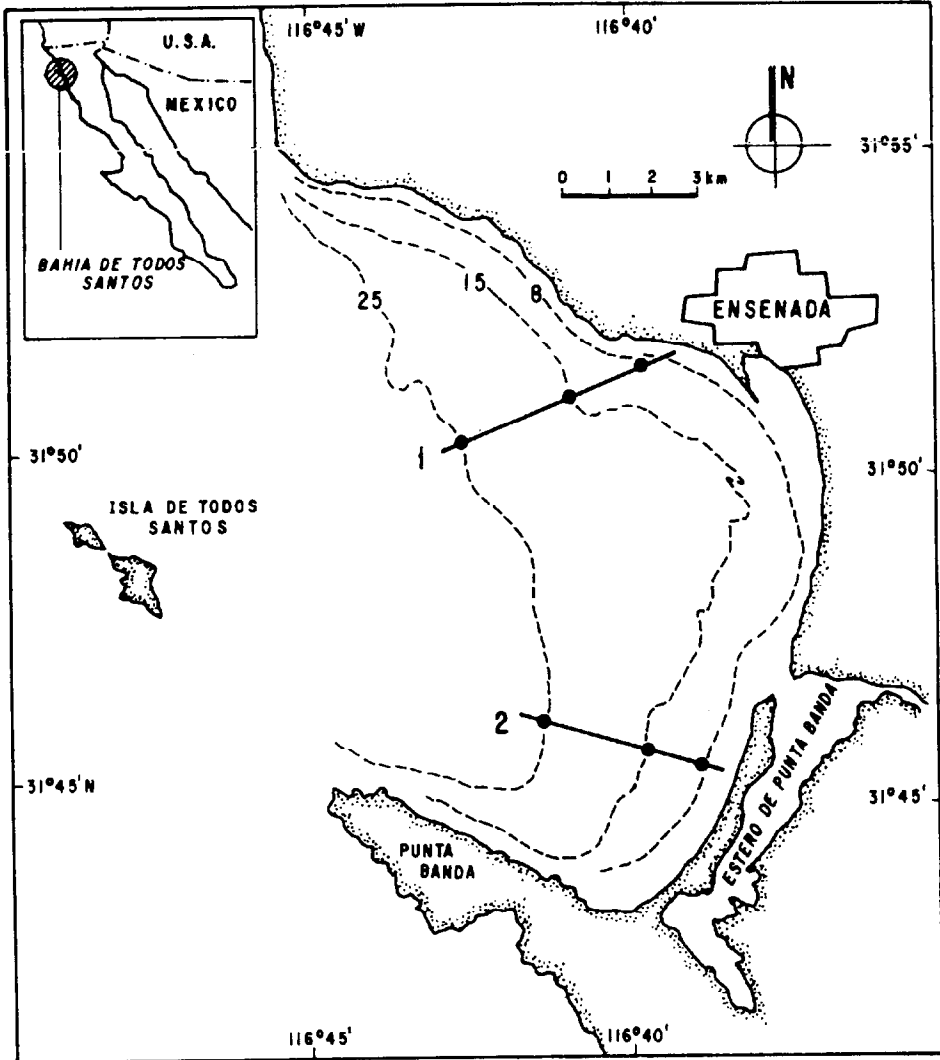 116°45' W
116°40'
U.S.A.
MEXICO
BAHIA DE TODOS
SANTOS
N
31°55'
0 1 2 3 km
25
15
8
ENSENADA
1
31°50'
31°50'
ISLA DE TODOS
SANTOS
2
31°45' N
31°45'
PUNTA
BANDA
ESTERO DE PUNTA BANDA
116°45'
116°40'